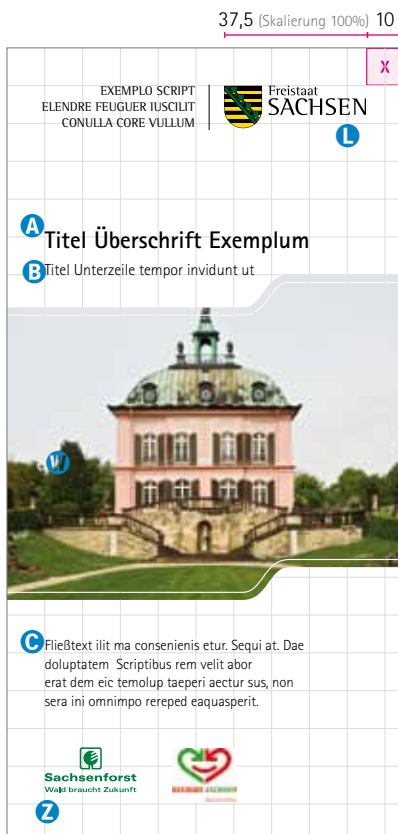 37,5 (Skalierung 100%) 10
X
EXEMPLO SCRIPT
ELENDRE FEUGUER IUSCILIT
CONULLA CORE VULLUM
Freistaat
SACHSEN
L
A
Titel Überschrift Exemplum
B
Titel Unterzeile tempor invidunt ut
W
C
Fließtext ilit ma consenienis etur. Sequi at. Dae
doluptatem Scriptibus rem velit abor
erat dem eic temolup taeperi aectur sus, non
sera ini omnimpo rereped eaquasperit.
Sachsenforst
Wald braucht Zukunft
Z